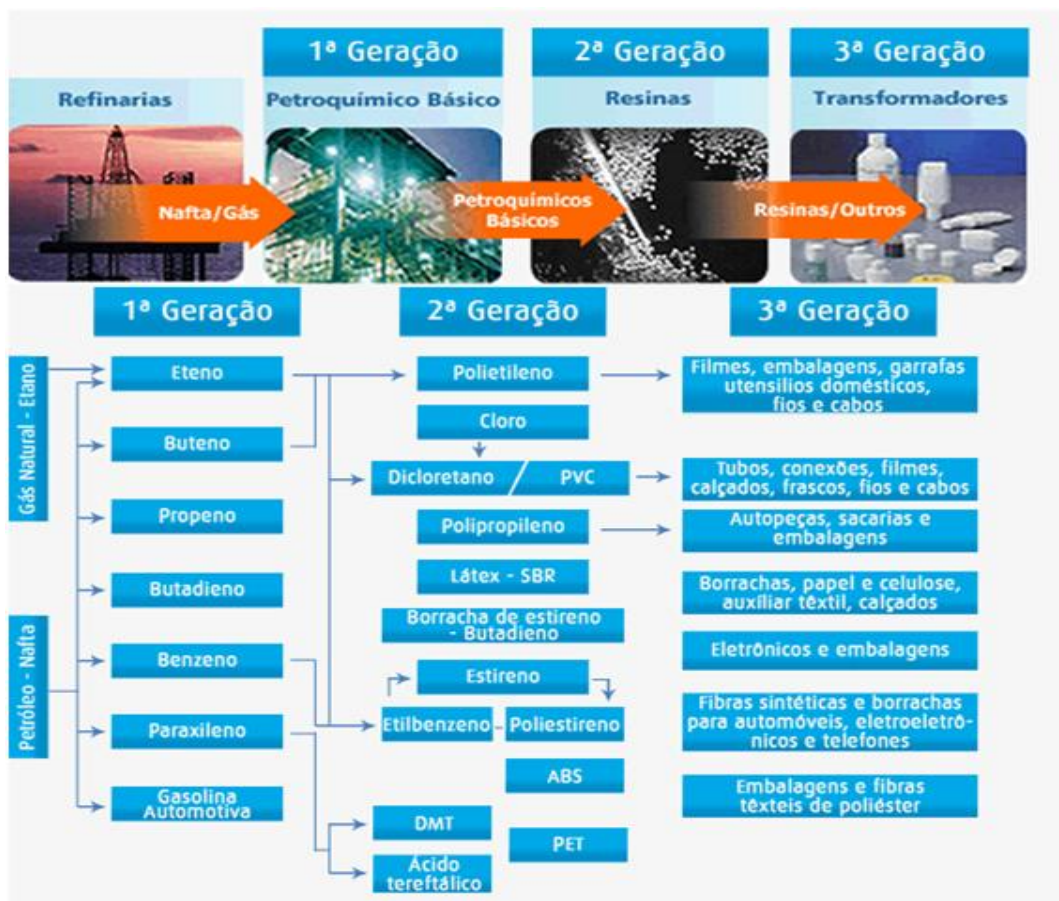 1ª Geração
2ª Geração
3ª Geração
Refinarias
Petroquímico Básico
Resinas
Transformadores
Nafta/Gás
Petroquímicos
Básicos
Resinas/Outros
1ª Geração
2ª Geração
3ª Geração
Gás Natural - Etano
Petróleo - Nafta
Eteno
Buteno
Propeno
Butadieno
Benzeno
Paraxileno
Gasolina
Automotiva
Polietileno
Cloro
Dicloretano / PVC
Polipropileno
Látex - SBR
Borracha de estireno
- Butadieno
Estireno
Etilbenzeno - Poliestireno
ABS
DMT
PET
Ácido
tereftálico
Filmes, embalagens, garrafas
utensilios domésticos,
fios e cabos
Tubos, conexões, filmes,
calçados, frascos, fios e cabos
Autopeças, sacarias e
embalagens
Borrachas, papel e celulose,
auxíliar têxtil, calçados
Eletrônicos e embalagens
Fibras sintéticas e borrachas
para automóveis, eletroeletrô-
nicos e telefones
Embalagens e fibras
têxteis de poliéster